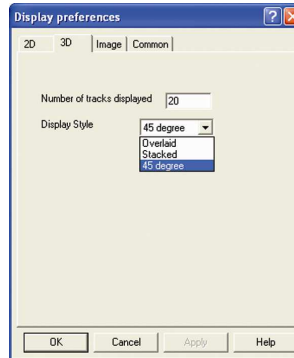 Display preferences
2D 3D Image Common
Number of tracks displayed 20
Display Style 45 degree
Overlaid
Stacked
45 degree
OK Cancel Apply Help